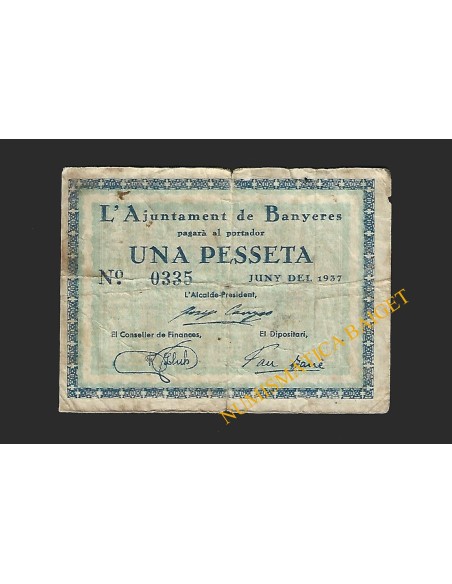 L'Ajuntament de Banyeres
pagarà al portador
UNA PESSETA
No. 0335 JUNY DEL 1937
L'Alcalde-President,
El Conseller de Finances, El Dipositari,
NUMISMÀTICA BAGET